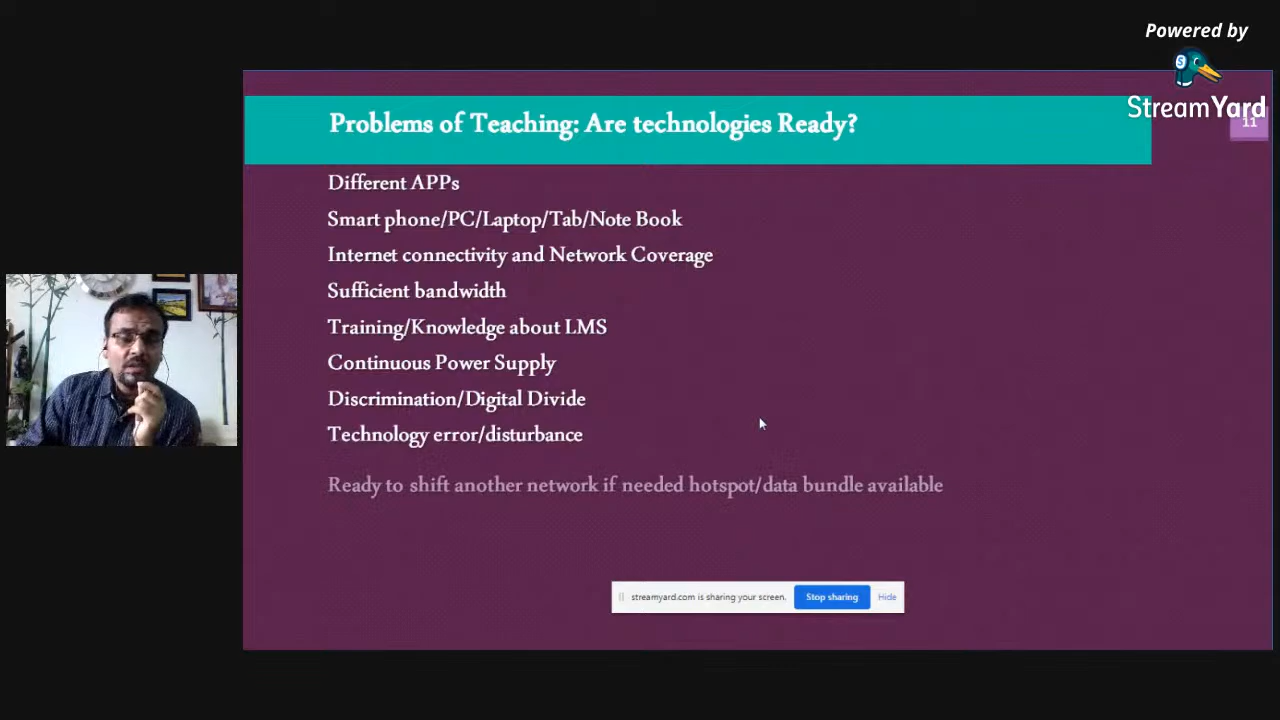 Powered by
StreamYard
Problems of Teaching: Are technologies Ready?
11
Different APPs
Smart phone/PC/Laptop/Tab/Note Book
Internet connectivity and Network Coverage
Sufficient bandwidth
Training/Knowledge about LMS
Continuous Power Supply
Discrimination/Digital Divide
Technology error/disturbance
Ready to shift another network if needed hotspot/data bundle available
streamyard.com is sharing your screen. Stop sharing Hide